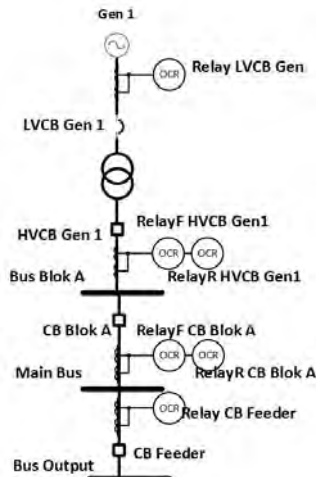 Gen 1
OCR
Relay LVCB Gen
LVCB Gen 1
RelayF HVCB Gen1
HVCB Gen 1
OCR OCR
RelayR HVCB Gen1
Bus Blok A
CB Blok A
RelayF CB Blok A
OCR OCR
Main Bus
RelayR CB Blok A
OCR
Relay CB Feeder
CB Feeder
Bus Output